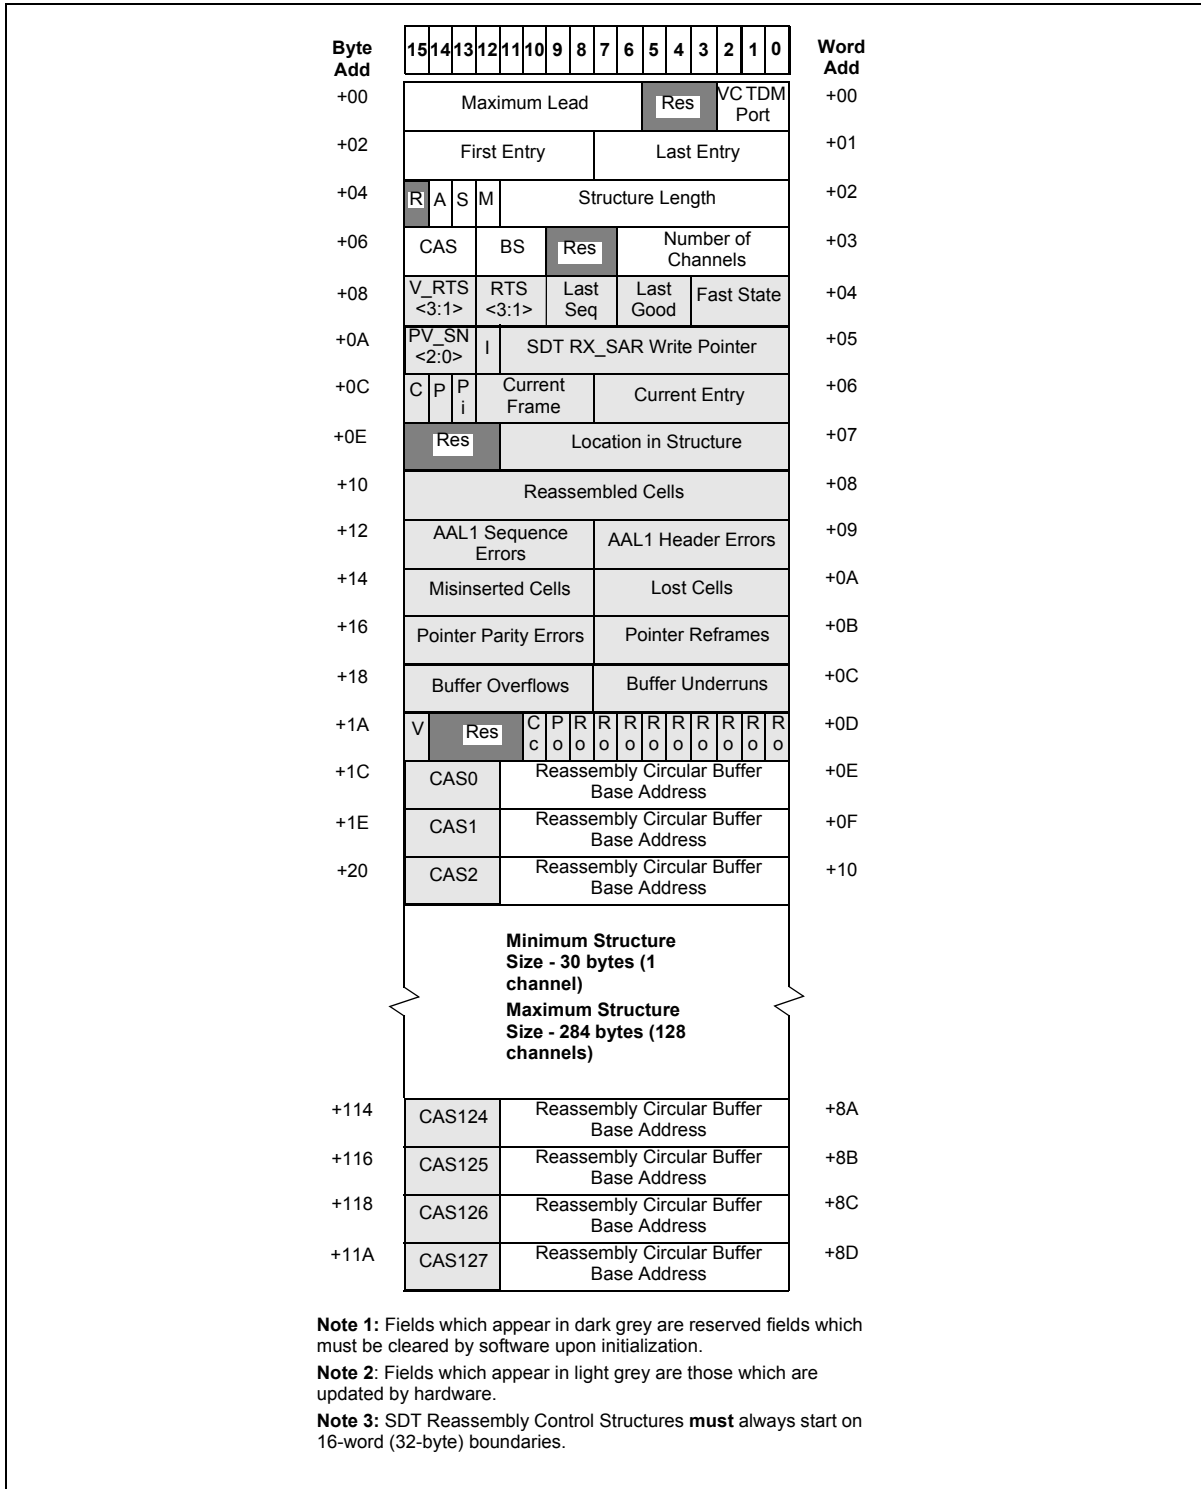 Byte Add 15 14 13 12 11 10 9 8 7 6 5 4 3 2 1 0 Word Add
+00 Maximum Lead Res VC TDM Port +00
+02 First Entry Last Entry +01
+04 R A S M Structure Length +02
+06 CAS BS Res Number of Channels +03
+08 V_RTS <3:1> RTS <3:1> Last Seq Last Good Fast State +04
+0A PV_SN <2:0> I SDT RX_SAR Write Pointer +05
+0C C P Pi Current Frame Current Entry +06
+0E Res Location in Structure +07
+10 Reassembled Cells +08
+12 AAL1 Sequence Errors AAL1 Header Errors +09
+14 Misinserted Cells Lost Cells +0A
+16 Pointer Parity Errors Pointer Reframes +0B
+18 Buffer Overflows Buffer Underruns +0C
+1A V Res Cc Po Ro Ro Ro Ro Ro Ro Ro Ro Ro +0D
+1C CAS0 Reassembly Circular Buffer Base Address +0E
+1E CAS1 Reassembly Circular Buffer Base Address +0F
+20 CAS2 Reassembly Circular Buffer Base Address +10
Minimum Structure
Size - 30 bytes (1
channel)
Maximum Structure
Size - 284 bytes (128
channels)
+114 CAS124 Reassembly Circular Buffer Base Address +8A
+116 CAS125 Reassembly Circular Buffer Base Address +8B
+118 CAS126 Reassembly Circular Buffer Base Address +8C
+11A CAS127 Reassembly Circular Buffer Base Address +8D
Note 1: Fields which appear in dark grey are reserved fields which
must be cleared by software upon initialization.
Note 2: Fields which appear in light grey are those which are
updated by hardware.
Note 3: SDT Reassembly Control Structures must always start on
16-word (32-byte) boundaries.